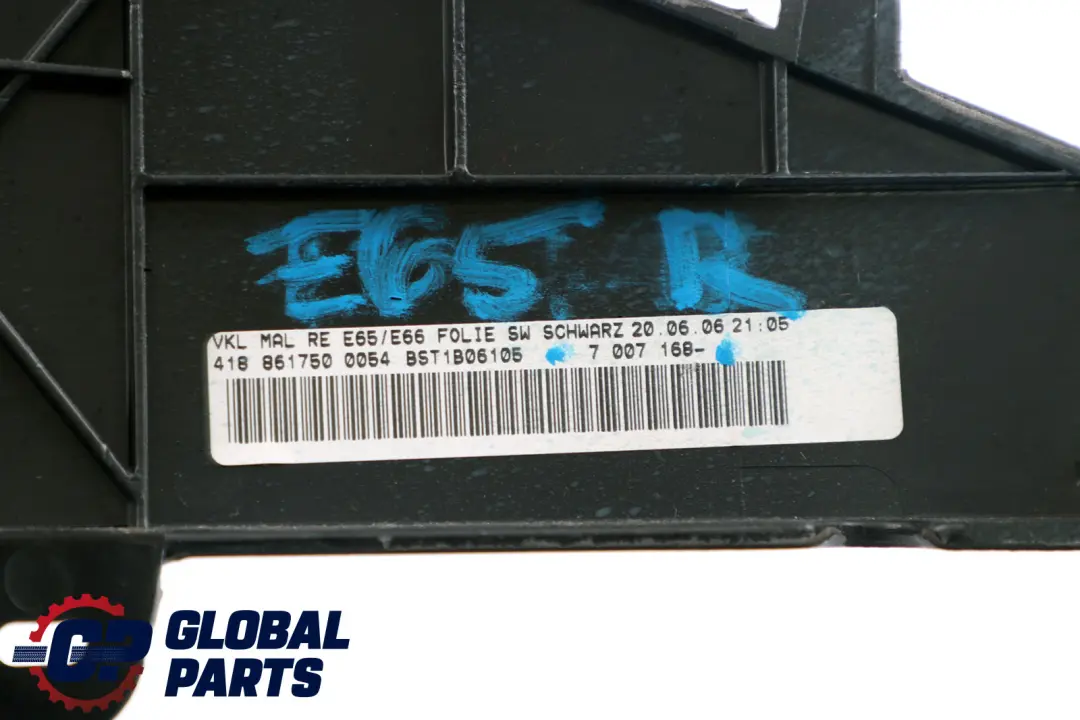 E65 R
VKL MAL RE E65/E66 FOLIE SW SCHWARZ 20.06.06 21:05
418 861750 0054 BST1B06105 7 007 168-
GLOBAL
PARTS
GP